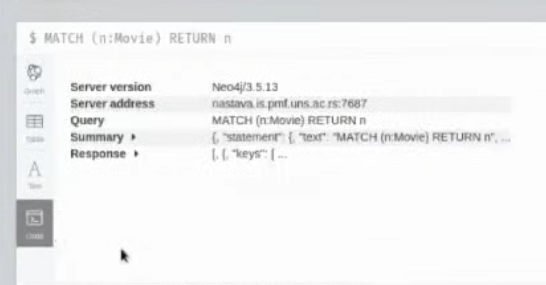 $ MATCH (n:Movie) RETURN n
Graph
Server version Neo4j/3.5.13
Server address nastava.is.pmf.uns.ac.rs:7687
Table
Query MATCH (n:Movie) RETURN n
Summary {, "statement": {, "text": "MATCH (n:Movie) RETURN n", ...
Response [, {, "keys": [ ...
A
Text
Code